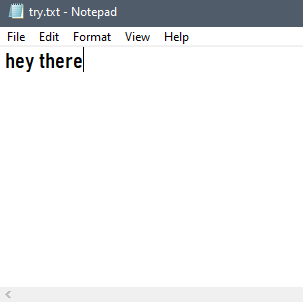 try.txt - Notepad
File Edit Format View Help
hey there